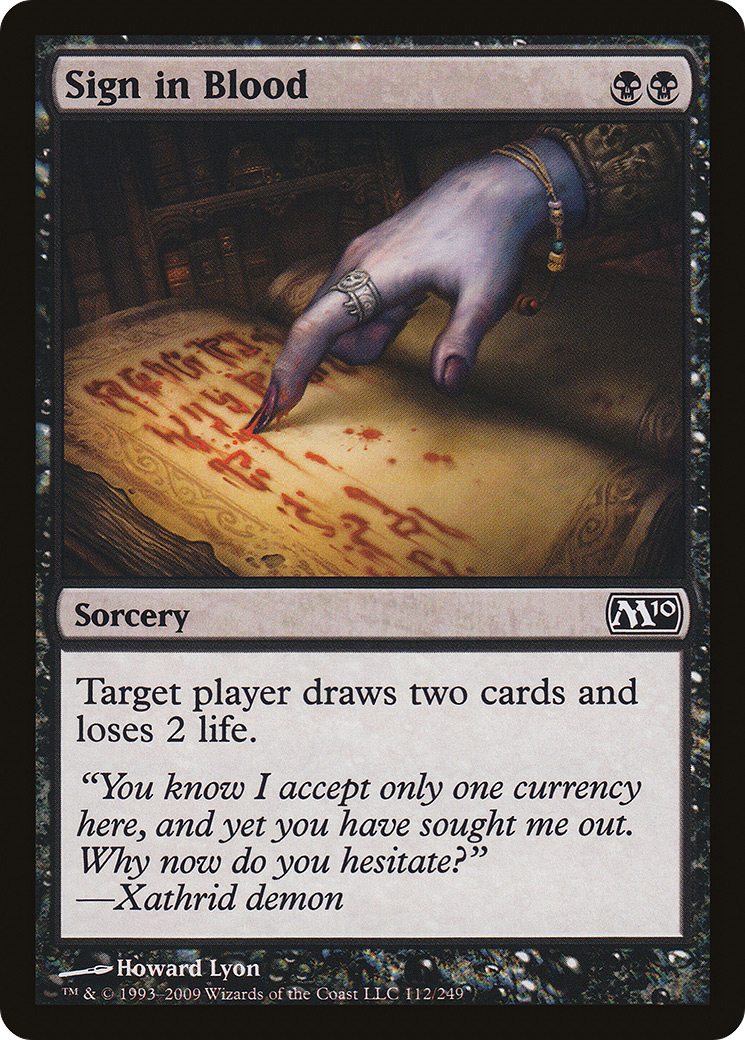 Sign in Blood
Sorcery
M10
Target player draws two cards and
loses 2 life.
“You know I accept only one currency
here, and yet you have sought me out.
Why now do you hesitate?”
—Xathrid demon
Howard Lyon
™ & © 1993–2009 Wizards of the Coast LLC 112/249